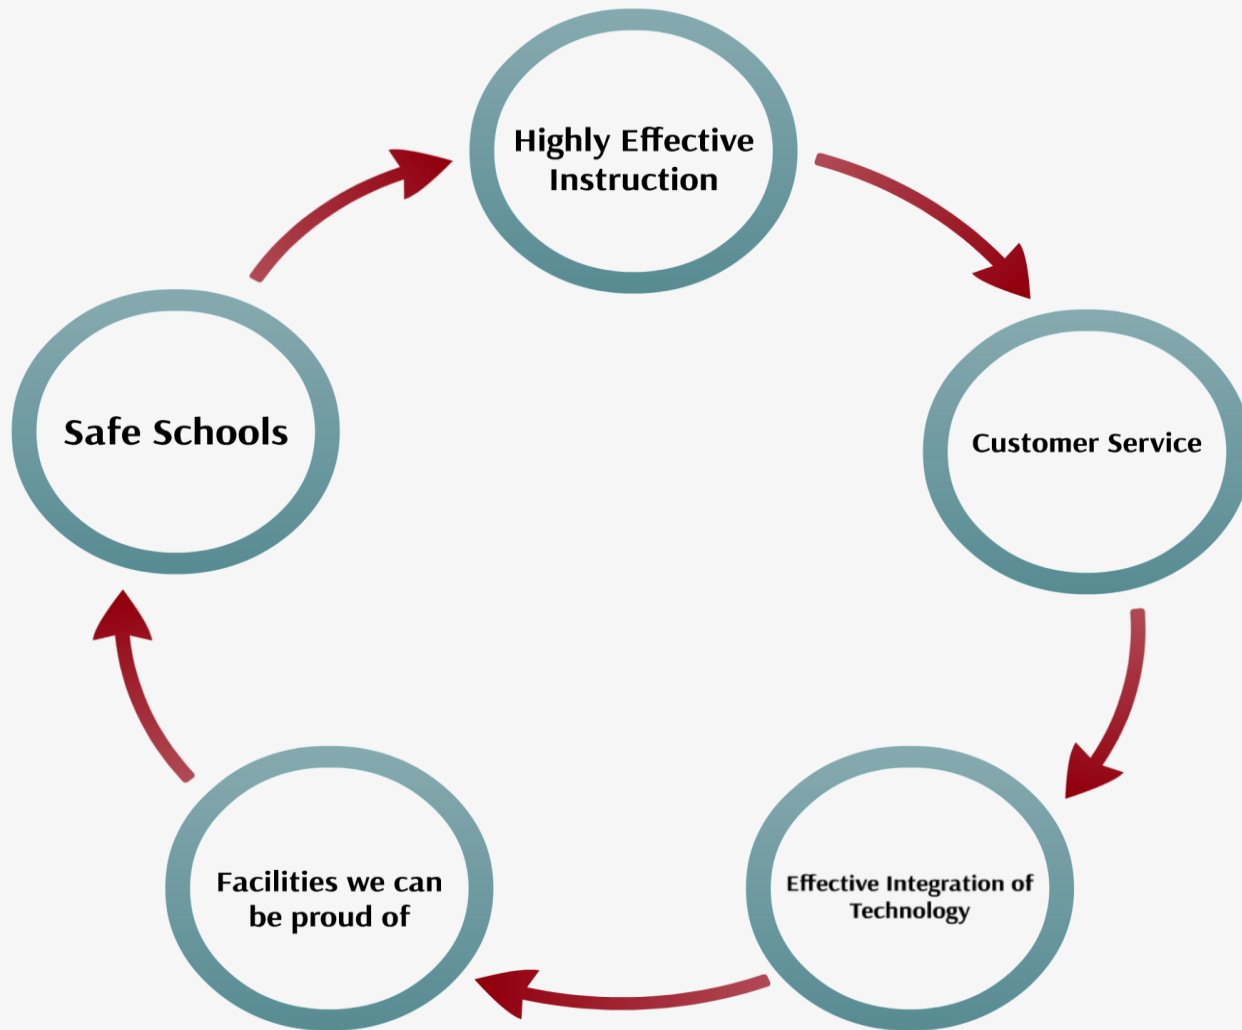 Highly Effective
Instruction
Safe Schools
Customer Service
Facilities we can
be proud of
Effective Integration of
Technology